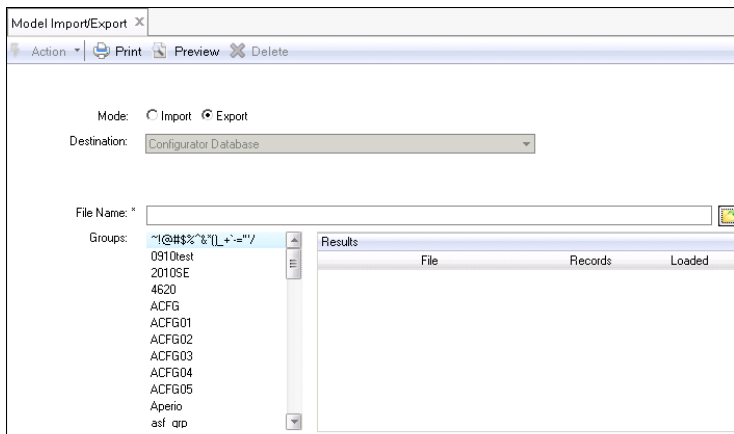 Model Import/Export
Action Print Preview Delete
Mode: Import Export
Destination: Configurator Database
File Name: *
Groups: ~!@#$%^&*()_+`-="'/
0910test
2010SE
4620
ACFG
ACFG01
ACFG02
ACFG03
ACFG04
ACFG05
Aperio
asf_grp
Results
File Records Loaded